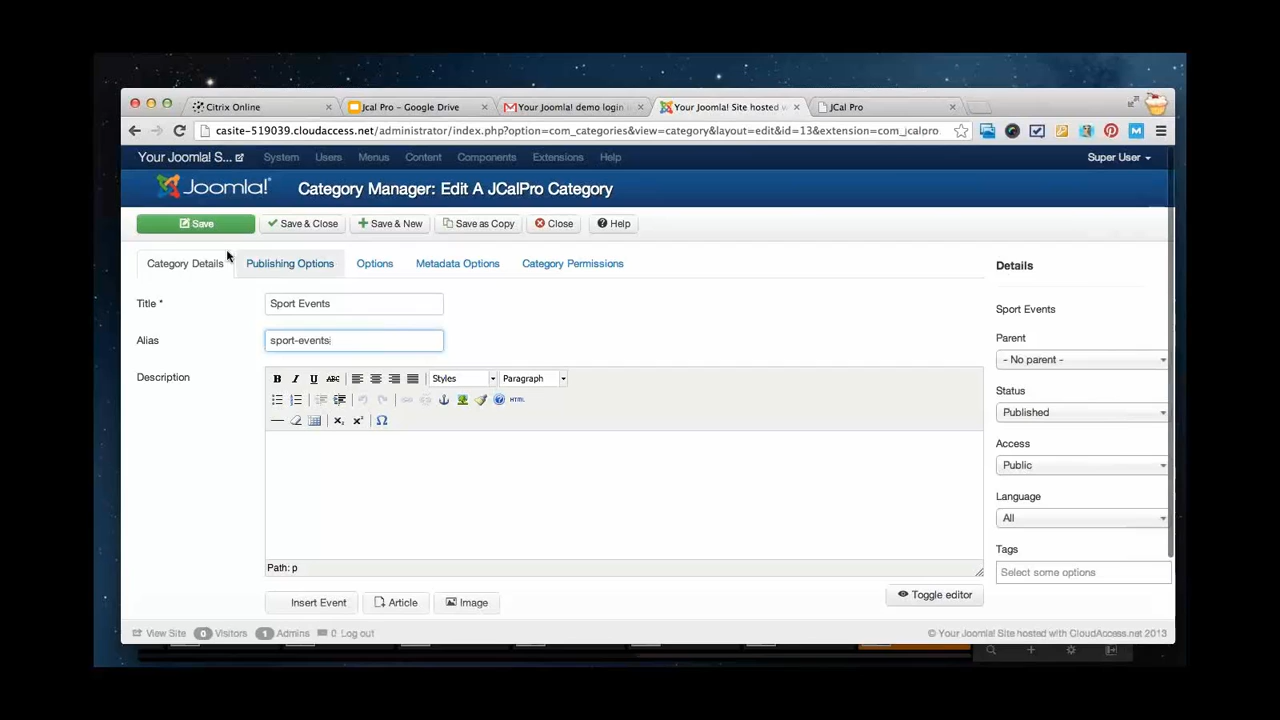 Citrix Online
Jcal Pro – Google Drive
Your Joomla! demo login
Your Joomla! Site hosted w
JCal Pro
casite-519031.cloudaccess.net/administrator/index.php?option=com_categories&view=category&layout=edit&id=13&extension=com_jcalpro
Your Joomla! S...
System
Users
Menus
Content
Components
Extensions
Help
Super User
Joomla!
Category Manager: Edit A JCalPro Category
Save
Save & Close
Save & New
Save as Copy
Close
Help
Category Details
Publishing Options
Options
Metadata Options
Category Permissions
Details
Title *
Sport Events
Sport Events
Alias
sport-events
Parent
- No parent -
Description
B I U ABC
Styles
Paragraph
HTML
Status
Published
Access
Public
Language
All
Tags
Select some options
Path: p
Insert Event
Article
Image
Toggle editor
View Site
0 Visitors
1 Admins
0
Log out
© Your Joomla! Site hosted with CloudAccess.net 2013